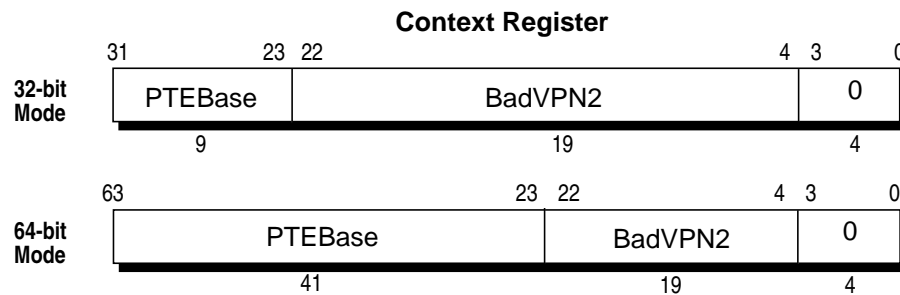 Context Register
31 23 22 4 3 0
32-bit
Mode
PTEBase BadVPN2 0
9 19 4
63 23 22 4 3 0
64-bit
Mode
PTEBase BadVPN2 0
41 19 4